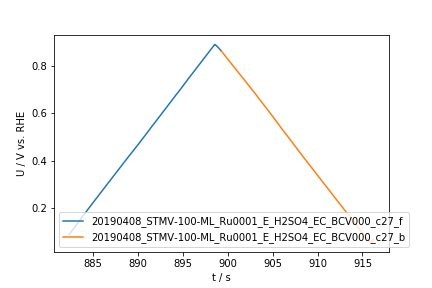 0.8
0.6
0.4
0.2
U / V vs. RHE
20190408_STMV-100-ML_Ru0001_E_H2SO4_EC_BCV000_c27_f
20190408_STMV-100-ML_Ru0001_E_H2SO4_EC_BCV000_c27_b
885 890 895 900 905 910 915
t / s